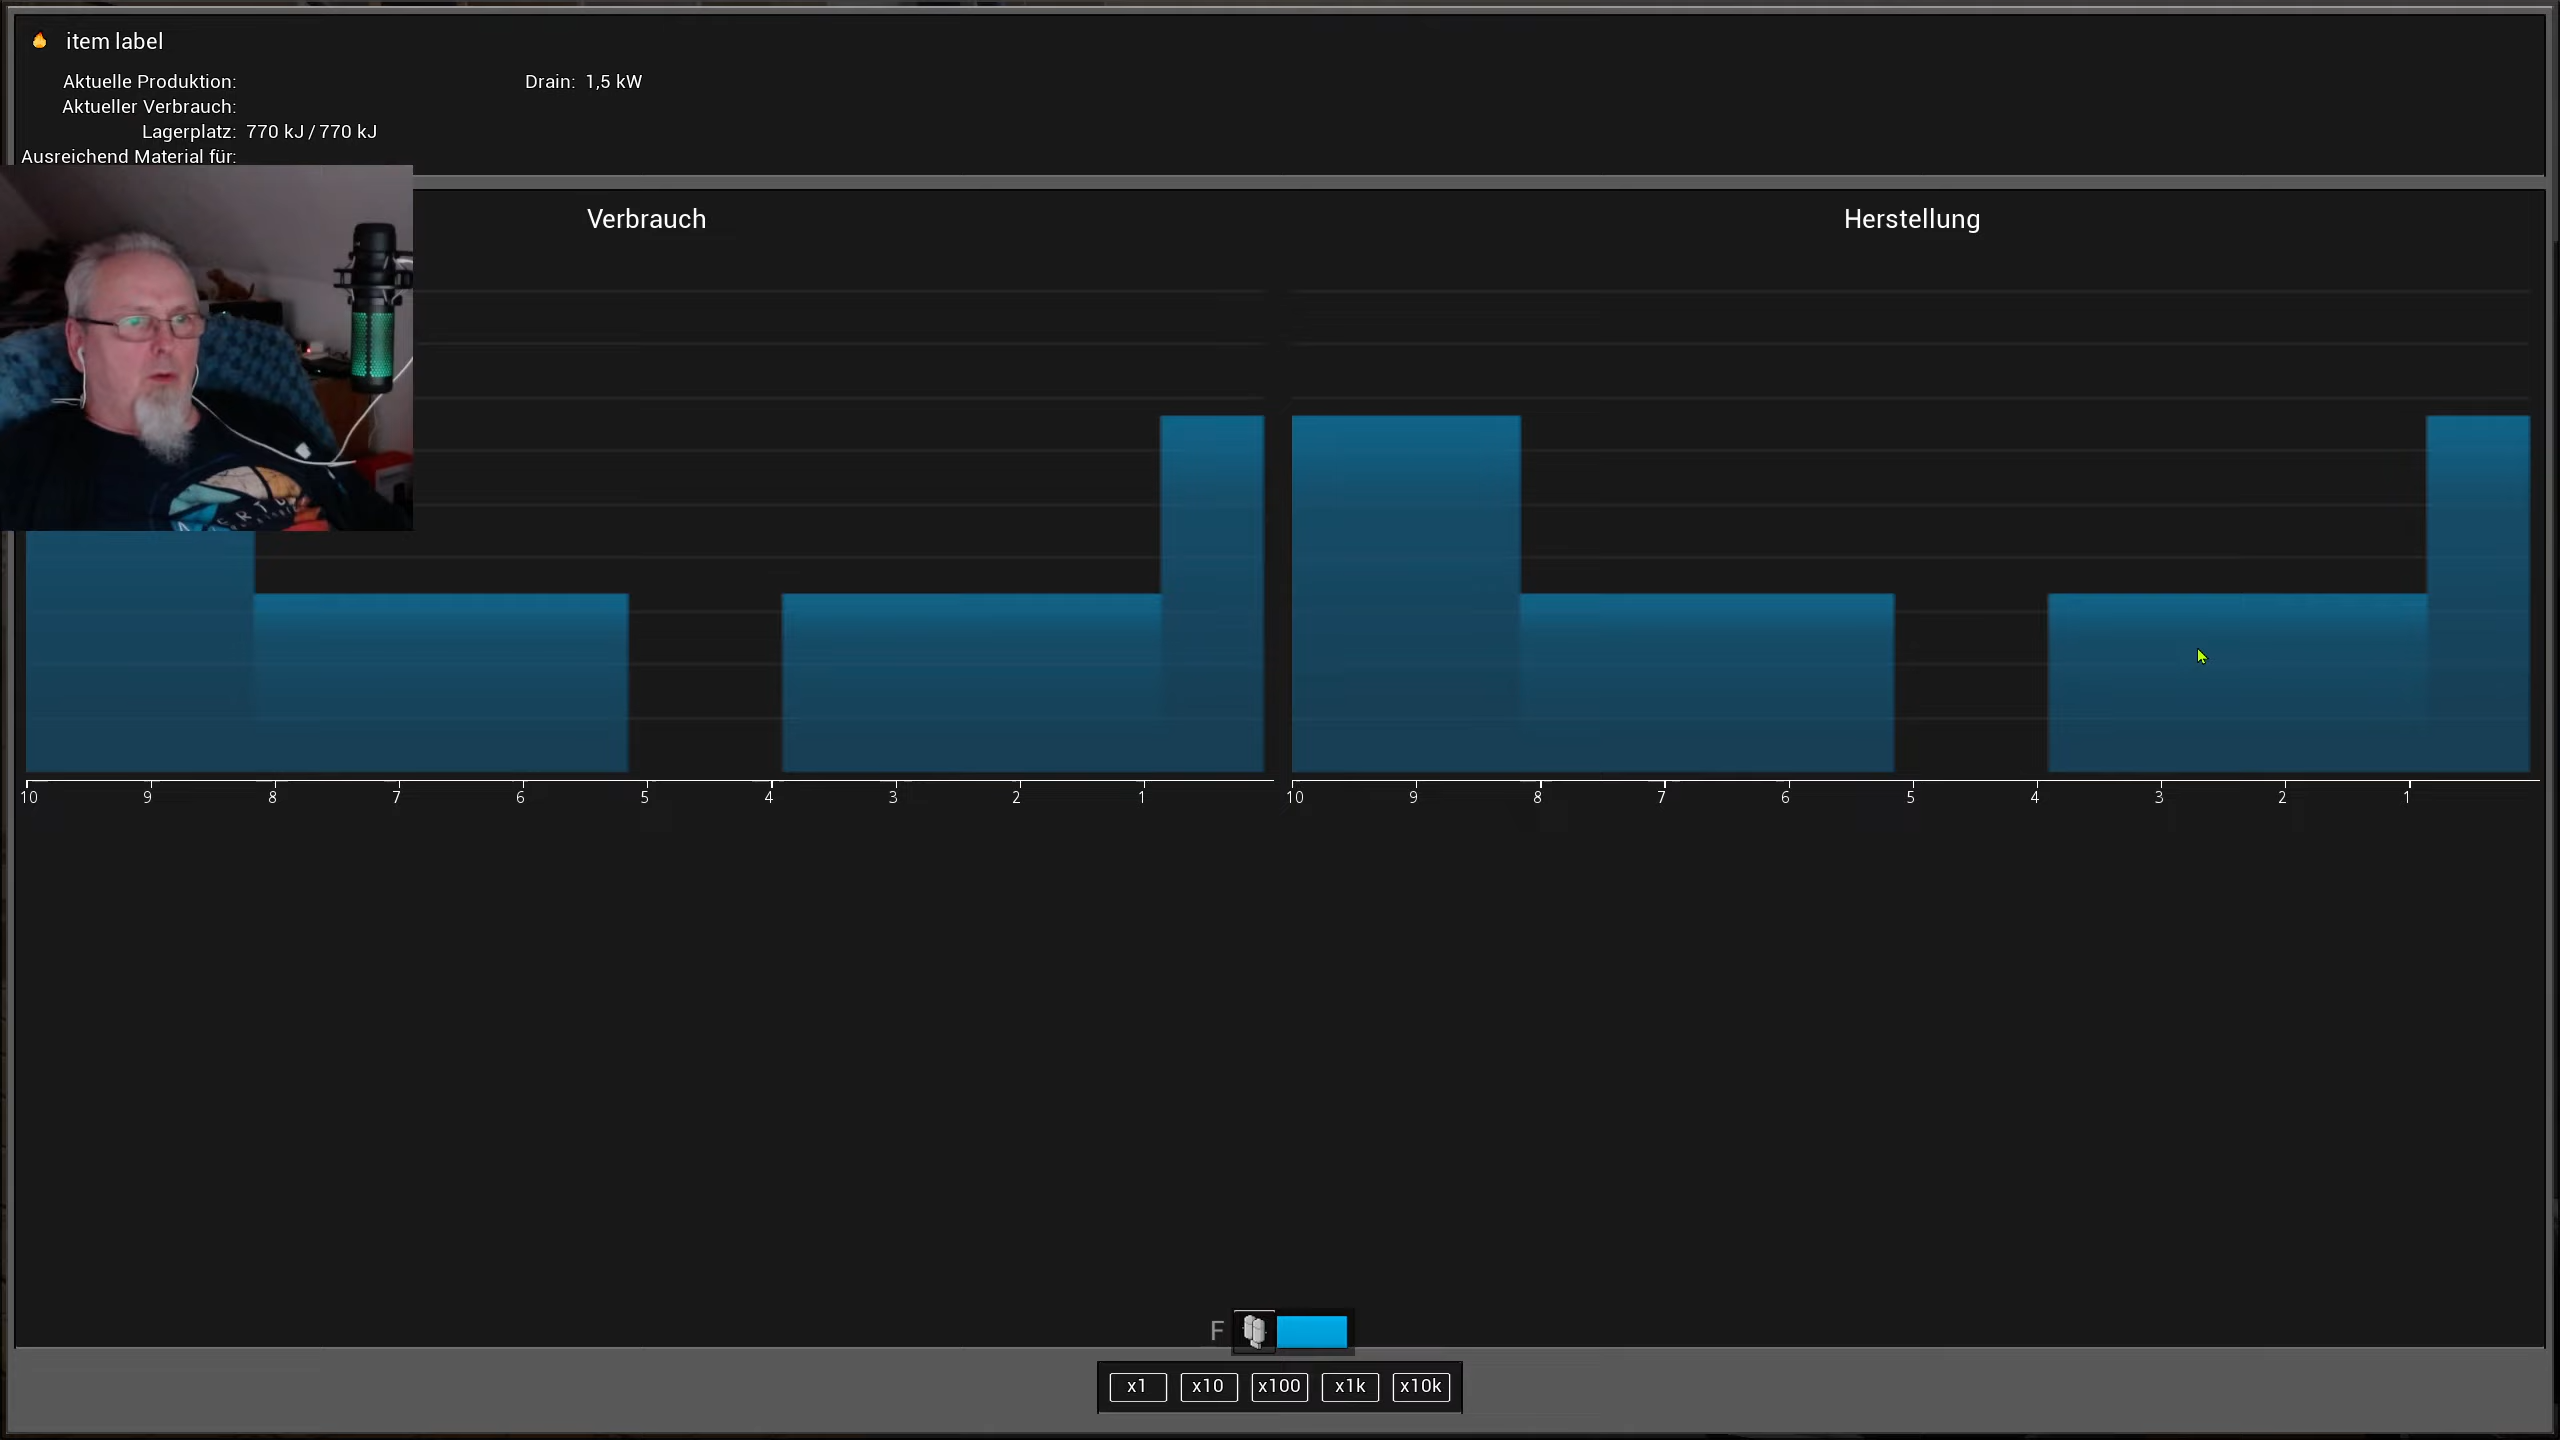 item label
Aktuelle Produktion:
Drain: 1,5 kW
Aktueller Verbrauch:
Lagerplatz: 770 kJ / 770 kJ
Ausreichend Material für:
Verbrauch
Herstellung
10 9 8 7 6 5 4 3 2 1
10 9 8 7 6 5 4 3 2 1
F
x1 x10 x100 x1k x10k